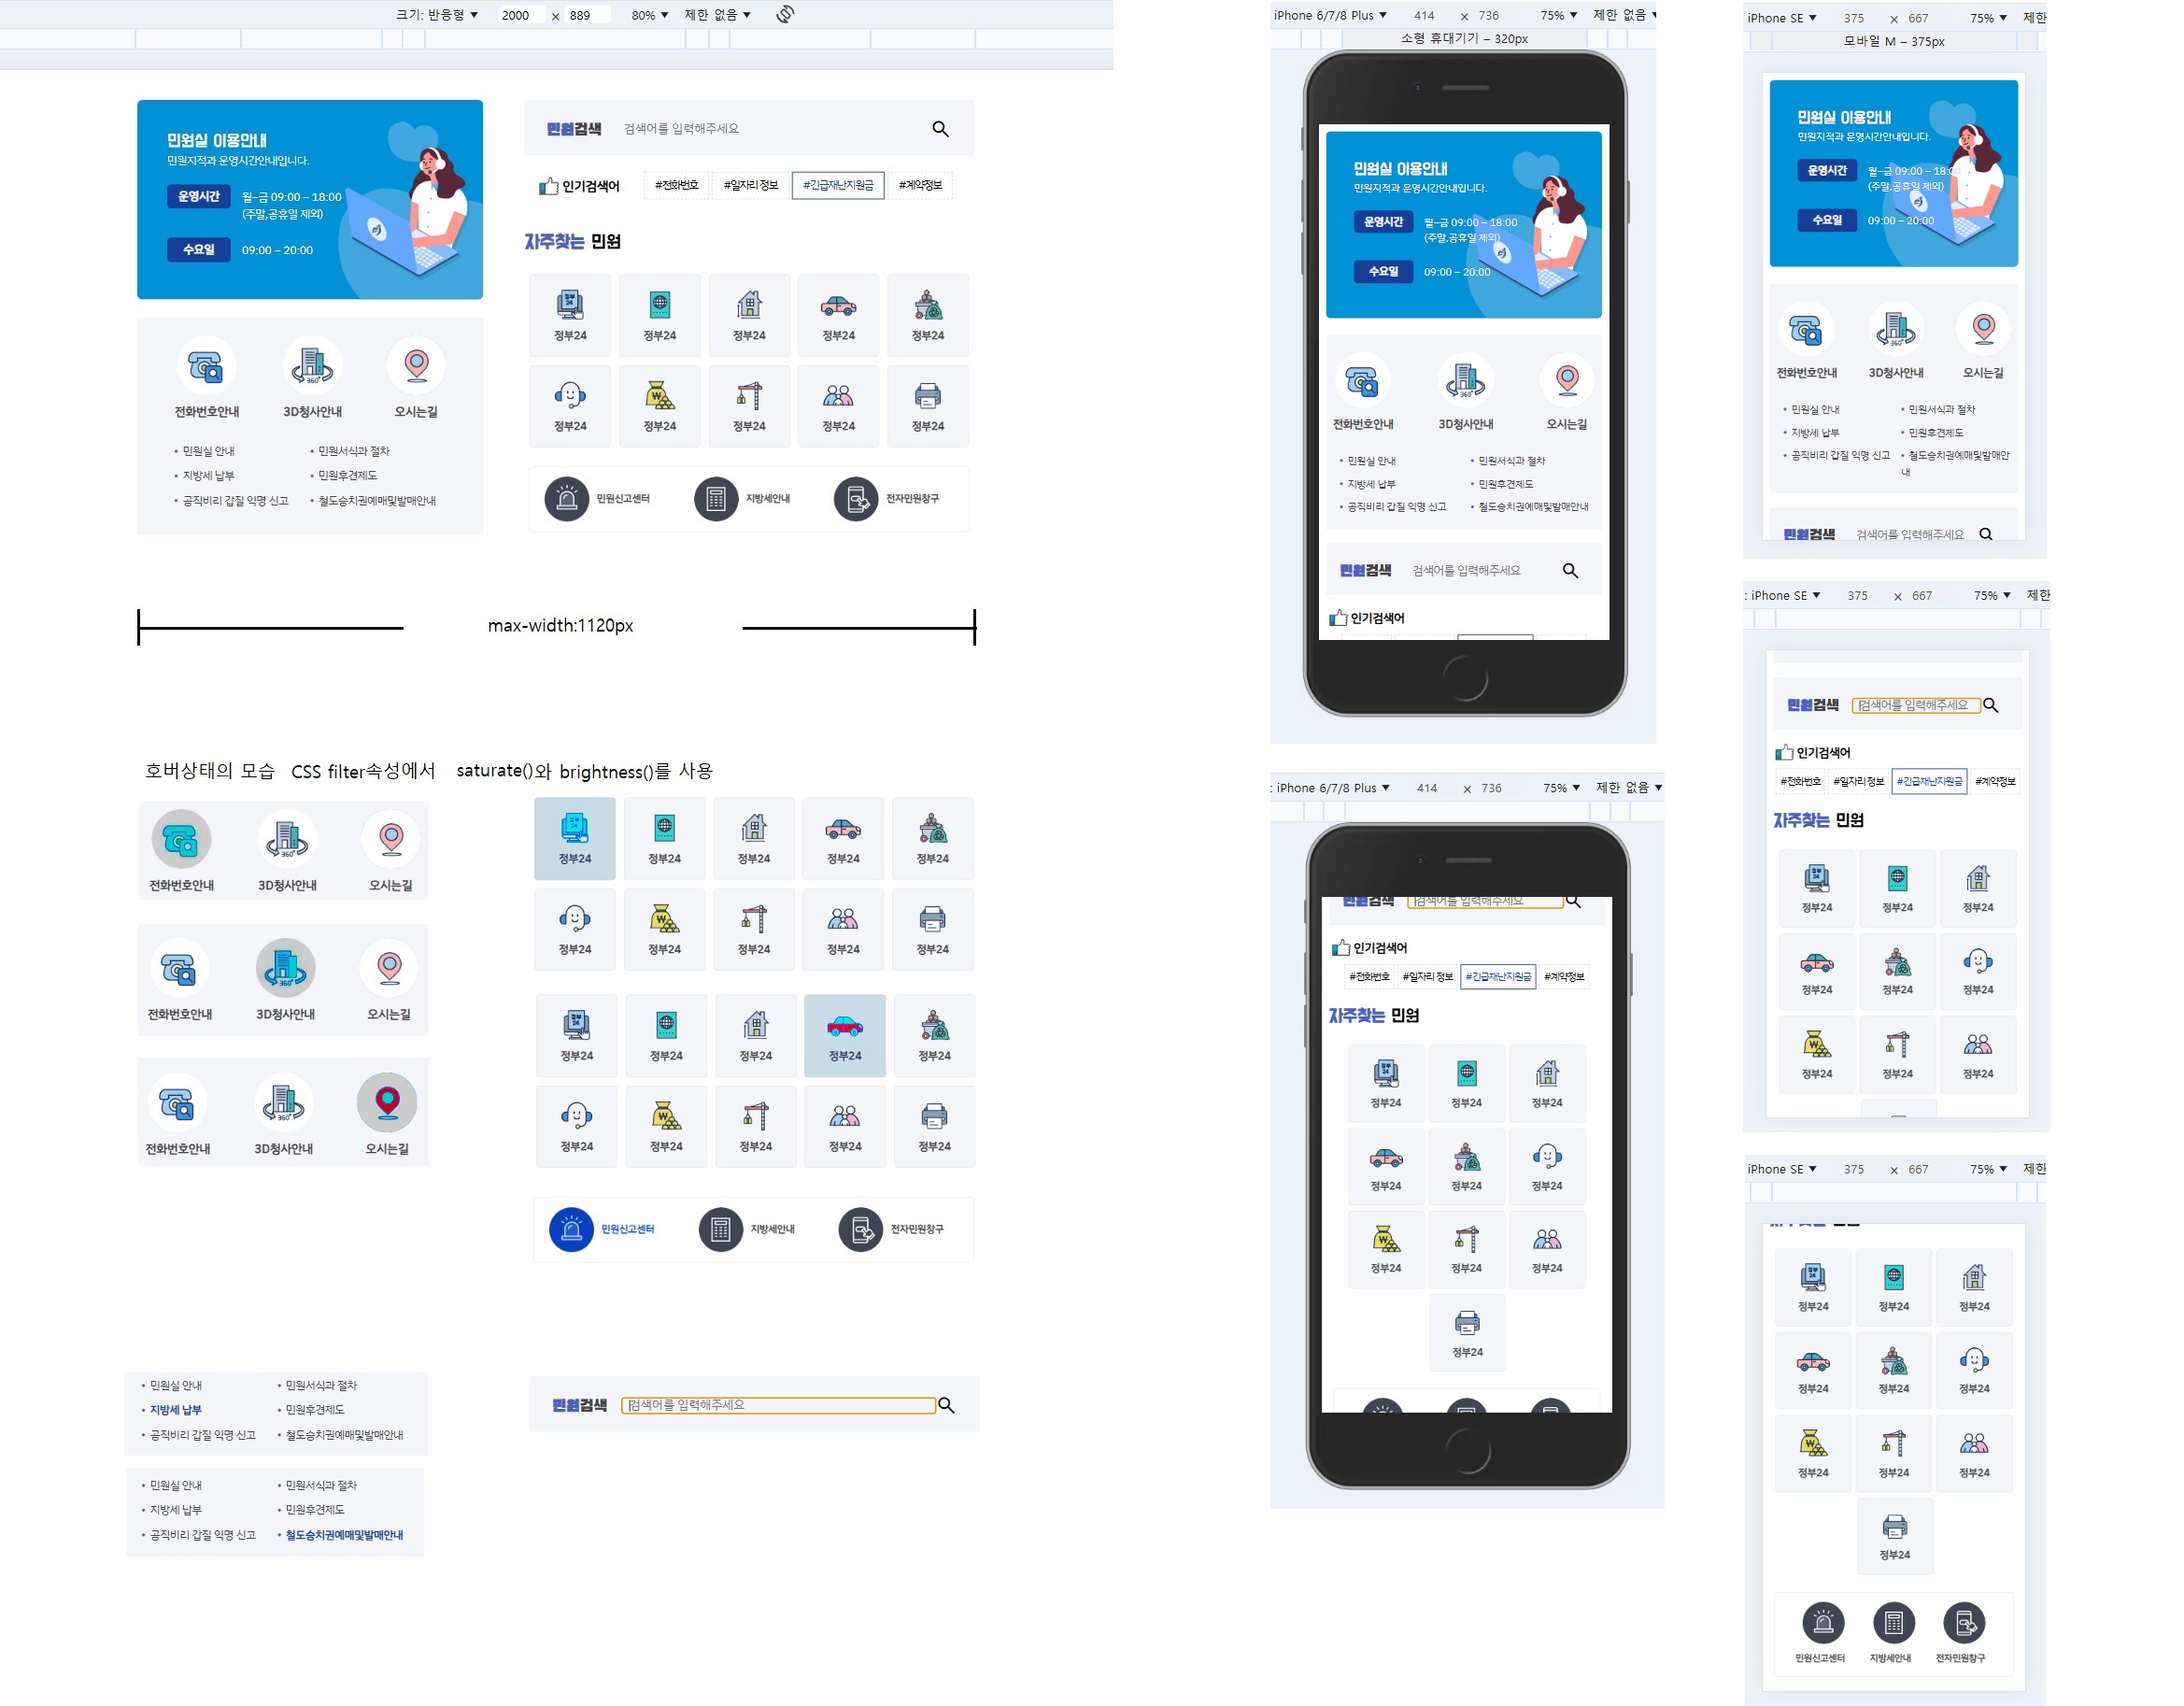 크기: 반응형 ▼ 2000 × 889 80% ▼ 제한 없음 ▼
민원실 이용안내
민원지적과 운영시간안내입니다.
운영시간 월–금 09:00 – 18:00
(주말,공휴일 제외)
수요일 09:00 – 20:00
전화번호안내 3D청사안내 오시는길
• 민원실 안내 • 민원서식과 절차
• 지방세 납부 • 민원후견제도
• 공직비리 갑질 익명 신고 • 철도승차권예매및발매안내
민원검색 검색어를 입력해주세요
인기검색어 #전화번호 #일자리 정보 #긴급재난지원금 #계약정보
자주찾는 민원
정부24 정부24 정부24 정부24 정부24
정부24 정부24 정부24 정부24 정부24
민원신고센터 지방세안내 전자민원창구
max-width:1120px
호버상태의 모습 CSS filter속성에서 saturate()와 brightness()를 사용
전화번호안내 3D청사안내 오시는길
전화번호안내 3D청사안내 오시는길
전화번호안내 3D청사안내 오시는길
정부24 정부24 정부24 정부24 정부24
정부24 정부24 정부24 정부24 정부24
정부24 정부24 정부24 정부24 정부24
정부24 정부24 정부24 정부24 정부24
민원신고센터 지방세안내 전자민원창구
• 민원실 안내 • 민원서식과 절차
• 지방세 납부 • 민원후견제도
• 공직비리 갑질 익명 신고 • 철도승차권예매및발매안내
• 민원실 안내 • 민원서식과 절차
• 지방세 납부 • 민원후견제도
• 공직비리 갑질 익명 신고 • 철도승차권예매및발매안내
민원검색 검색어를 입력해주세요
iPhone 6/7/8 Plus ▼ 414 × 736 75% ▼ 제한 없음
소형 휴대기기 – 320px
민원실 이용안내
민원지적과 운영시간안내입니다.
운영시간 월–금 09:00 – 18:00
(주말,공휴일 제외)
수요일 09:00 – 20:00
전화번호안내 3D청사안내 오시는길
• 민원실 안내 • 민원서식과 절차
• 지방세 납부 • 민원후견제도
• 공직비리 갑질 익명 신고 • 철도승차권예매및발매안내
민원검색 검색어를 입력해주세요
인기검색어
: iPhone 6/7/8 Plus ▼ 414 × 736 75% ▼ 제한 없음 ▼
민원검색 검색어를 입력해주세요
인기검색어
#전화번호 #일자리 정보 #긴급재난지원금 #계약정보
자주찾는 민원
정부24 정부24 정부24
정부24 정부24 정부24
정부24 정부24 정부24
정부24
iPhone SE ▼ 375 × 667 75% ▼ 제한
모바일 M – 375px
민원실 이용안내
민원지적과 운영시간안내입니다.
운영시간 월–금 09:00 – 18:00
(주말,공휴일 제외)
수요일 09:00 – 20:00
전화번호안내 3D청사안내 오시는길
• 민원실 안내 • 민원서식과 절차
• 지방세 납부 • 민원후견제도
• 공직비리 갑질 익명 신고 • 철도승차권예매및발매안
내
민원검색 검색어를 입력해주세요
: iPhone SE ▼ 375 × 667 75% ▼ 제한
민원검색 검색어를 입력해주세요
인기검색어
#전화번호 #일자리 정보 #긴급재난지원금 #계약정보
자주찾는 민원
정부24 정부24 정부24
정부24 정부24 정부24
정부24 정부24 정부24
iPhone SE ▼ 375 × 667 75% ▼ 제한
정부24 정부24 정부24
정부24 정부24 정부24
정부24 정부24 정부24
정부24
민원신고센터 지방세안내 전자민원창구